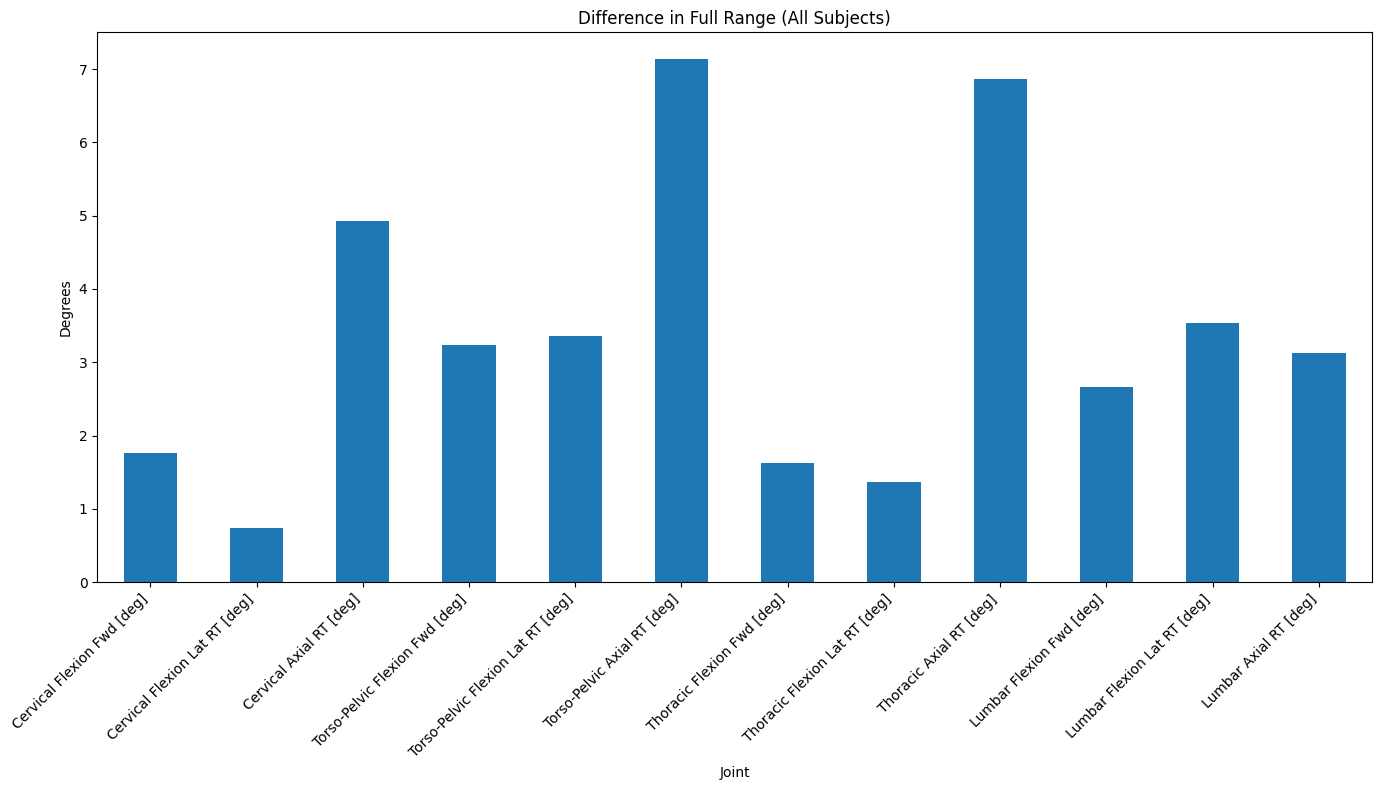 Difference in Full Range (All Subjects)
Degrees
7
6
5
4
3
2
1
0
Cervical Flexion Fwd [deg]
Cervical Flexion Lat RT [deg]
Cervical Axial RT [deg]
Torso-Pelvic Flexion Fwd [deg]
Torso-Pelvic Flexion Lat RT [deg]
Torso-Pelvic Axial RT [deg]
Thoracic Flexion Fwd [deg]
Thoracic Flexion Lat RT [deg]
Thoracic Axial RT [deg]
Lumbar Flexion Fwd [deg]
Lumbar Flexion Lat RT [deg]
Lumbar Axial RT [deg]
Joint